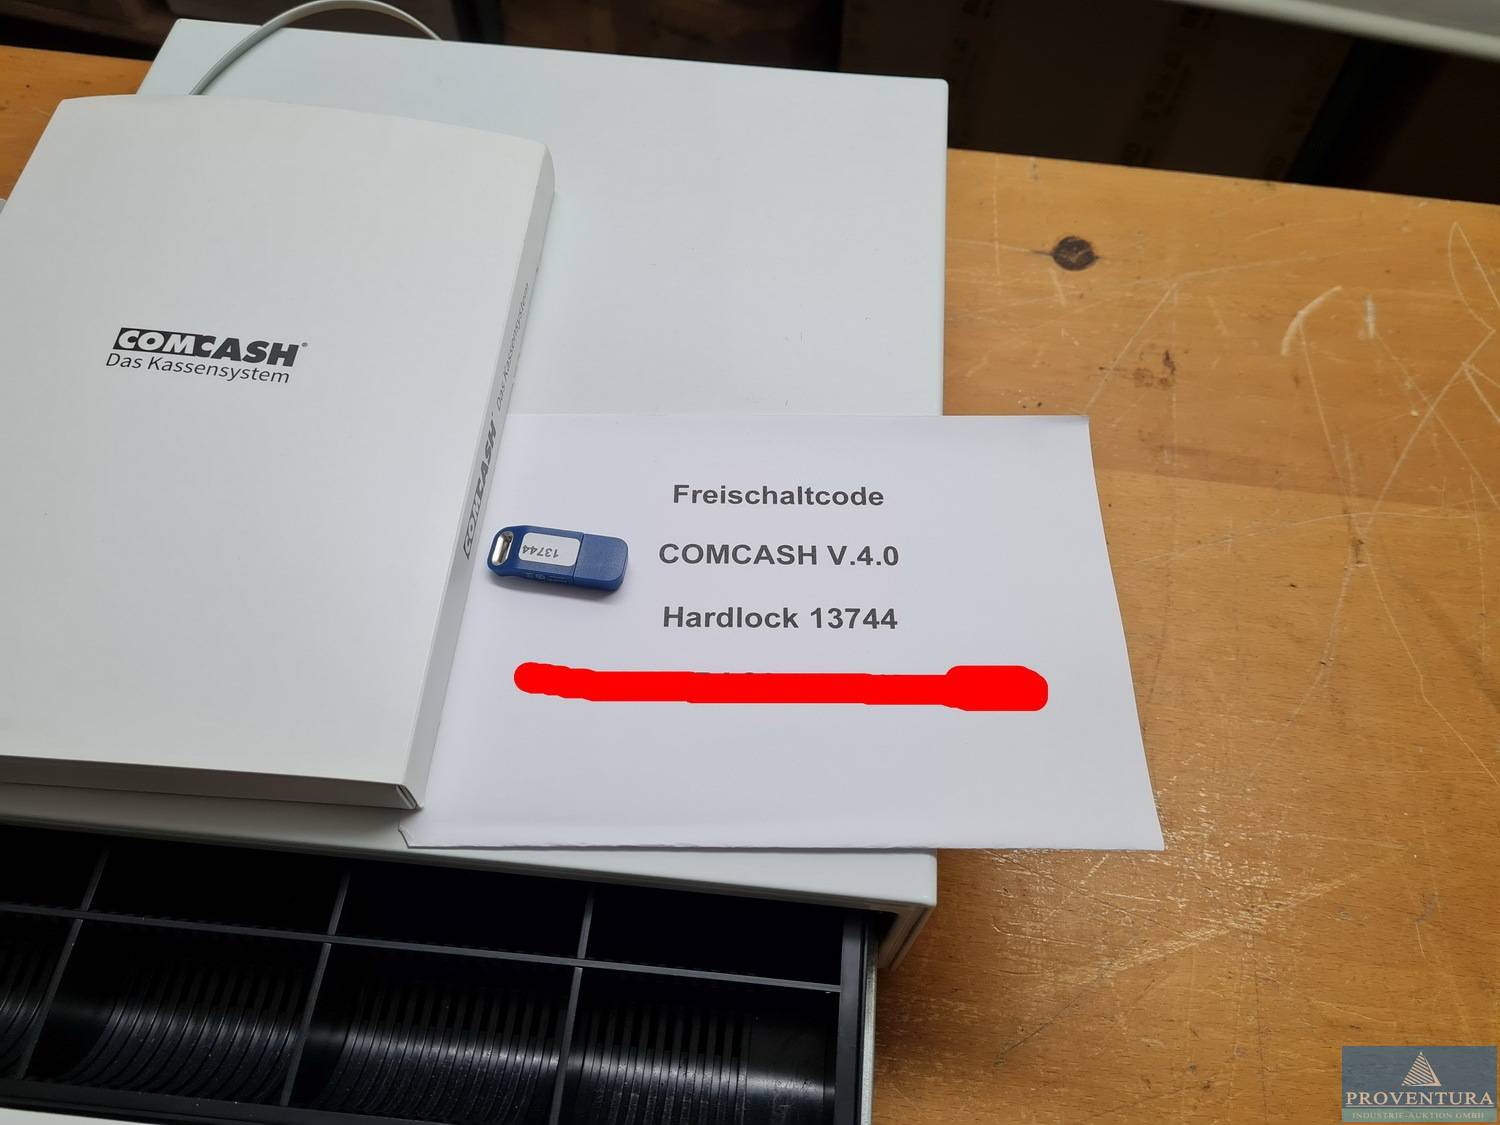 COMCASH®
Das Kassensystem
COMCASH® Das Kassensystem
Freischaltcode
COMCASH V.4.0
Hardlock 13744
13744
PROVENTURA
INDUSTRIE-AUKTION GMBH